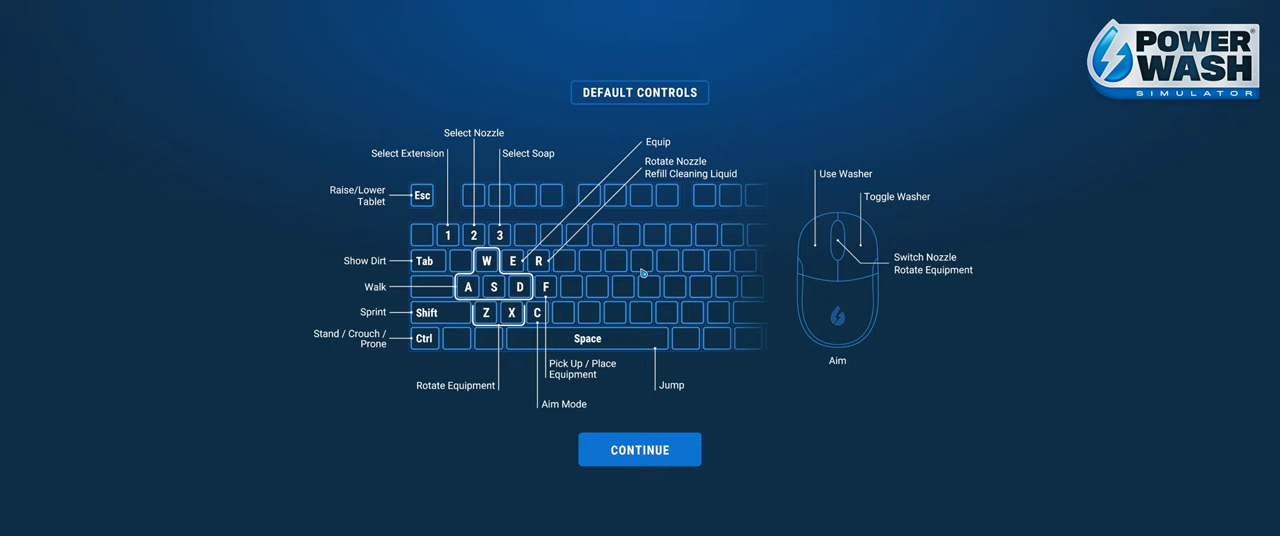 POWER
WASH
SIMULATOR
DEFAULT CONTROLS
Select Nozzle
Equip
Select Extension
Select Soap
Rotate Nozzle
Refill Cleaning Liquid
Use Washer
Raise/Lower
Tablet
Esc
Toggle Washer
1 2 3
Show Dirt
Tab W E R
Switch Nozzle
Rotate Equipment
Walk
A S D F
Sprint
Shift Z X C
Stand / Crouch /
Prone
Ctrl Space
Aim
Pick Up / Place
Equipment
Rotate Equipment
Jump
Aim Mode
CONTINUE